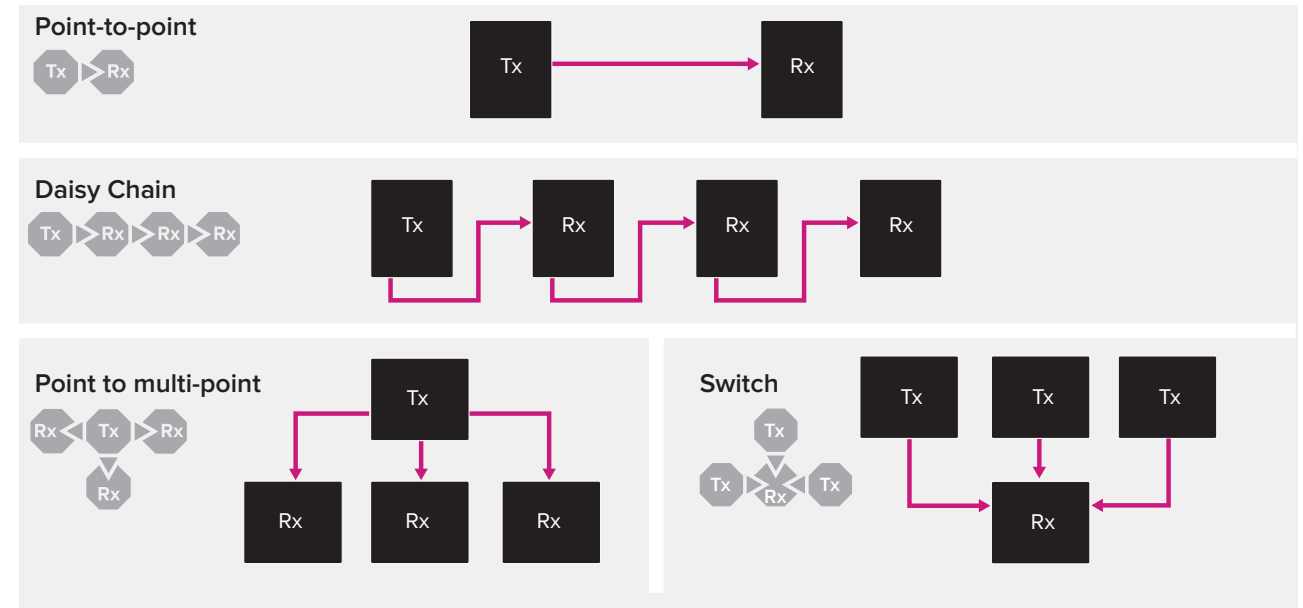 Point-to-point
Tx Rx
Tx Rx
Daisy Chain
Tx Rx Rx Rx
Tx Rx Rx Rx
Point to multi-point
Rx Tx Rx
Rx
Tx
Rx Rx Rx
Switch
Tx
Tx Rx Tx
Tx Tx Tx
Rx